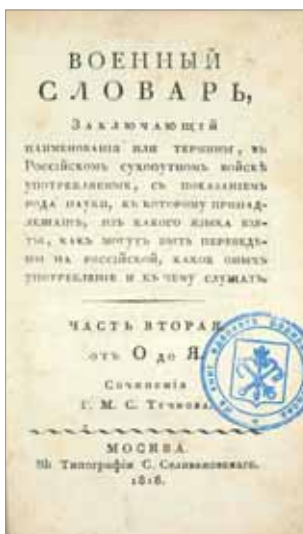 ВОЕННЫЙ
СЛОВАРЬ,
Заключающій
наименованія или термины, въ
Россійскомъ сухопутномъ войскѣ
употребляемые, съ показаніемъ
рода науки, къ которому принад-
лежатъ, изъ какого языка взя-
ты, какъ могутъ быть переведе-
ны на россійской, какое оныхъ
употребленіе и къ чему служатъ.
ЧАСТЬ ВТОРАЯ
отъ О до Я.
Сочиненія
Г. М. С. Тучкова.
МОСКВА.
Въ Типографіи С. Селивановскаго.
1818.